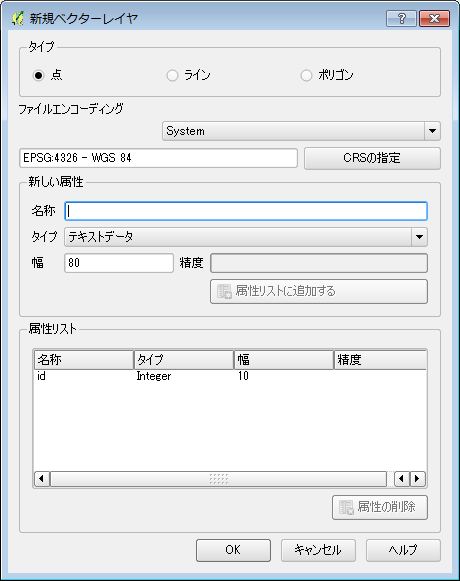 新規ベクターレイヤ
タイプ
点 ライン ポリゴン
ファイルエンコーディング
System
EPSG:4326 - WGS 84 CRSの指定
新しい属性
名称
タイプ テキストデータ
幅 80 精度
属性リストに追加する
属性リスト
名称 タイプ 幅 精度
id Integer 10
属性の削除
OK キャンセル ヘルプ